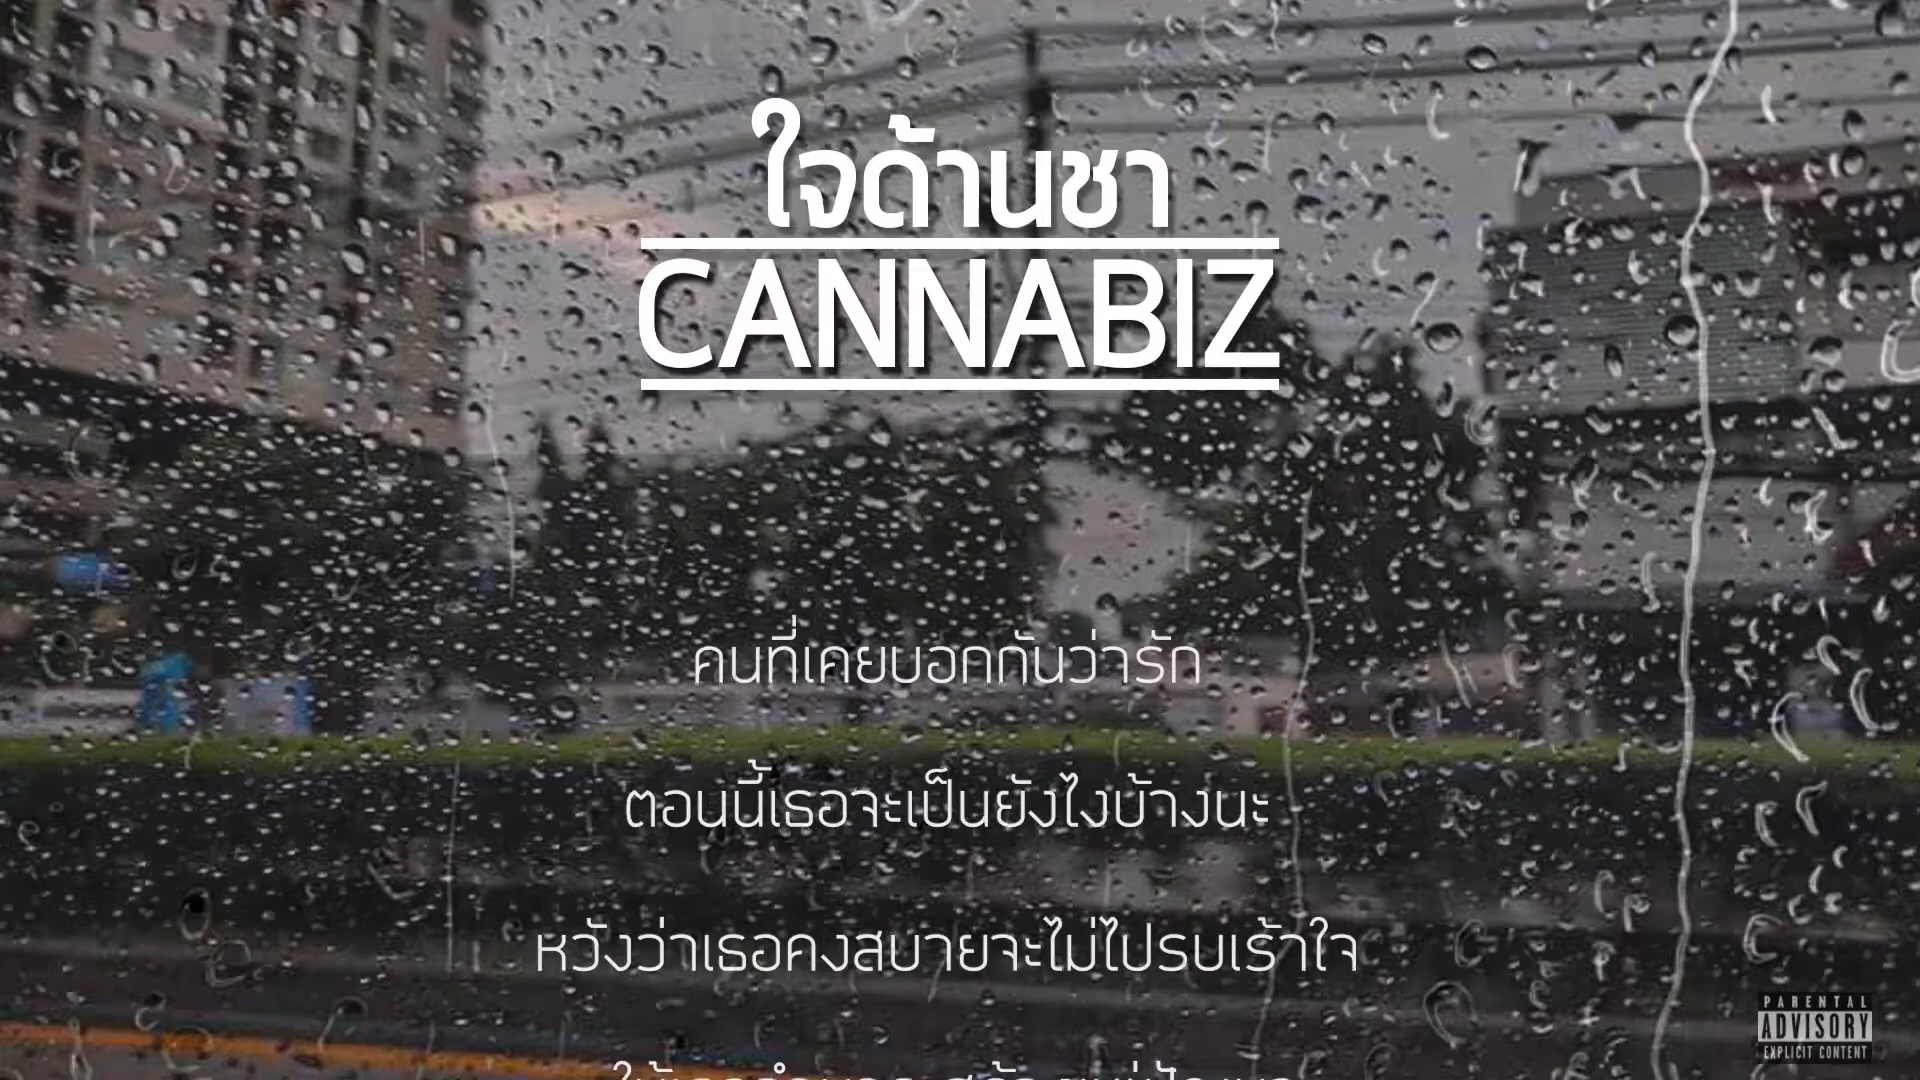 ใจด้านชา
CANNABIZ
คนที่เคยบอกกันว่ารัก
ตอนนี้เธอจะเป็นยังไงบ้างนะ
หวังว่าเธอคงสบายจะไม่ไปรบเร้าใจ
PARENTAL
ADVISORY
EXPLICIT CONTENT